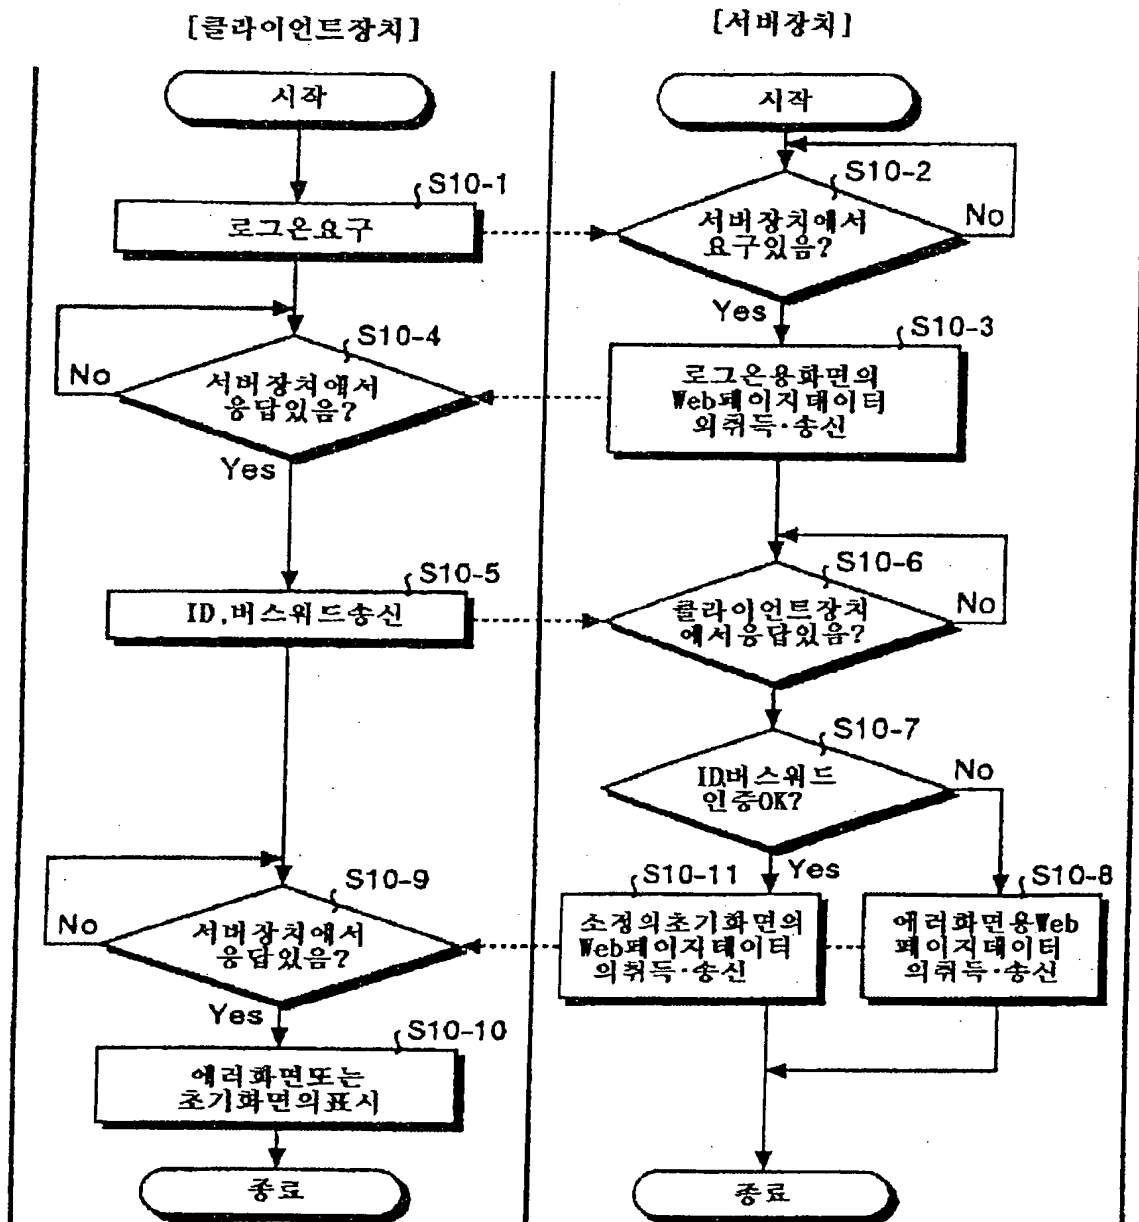 [클라이언트장치]
[서버장치]
시작
시작
S10-1
로그온요구
S10-2
서버장치에서
요구있음?
No
Yes
S10-3
로그온용화면의
Web페이지데이터
의취득·송신
S10-4
서버장치에서
응답있음?
No
Yes
S10-5
ID.버스워드송신
S10-6
클라이언트장치
에서응답있음?
No
S10-7
ID버스워드
인증OK?
No
Yes
S10-11
소정의초기화면의
Web페이지테이터
의취득·송신
S10-8
에러화면용Web
페이지데이터
의취득·송신
S10-9
서버장치에서
응답있음?
No
Yes
S10-10
에러화면또는
초기화면의표시
종료
종료